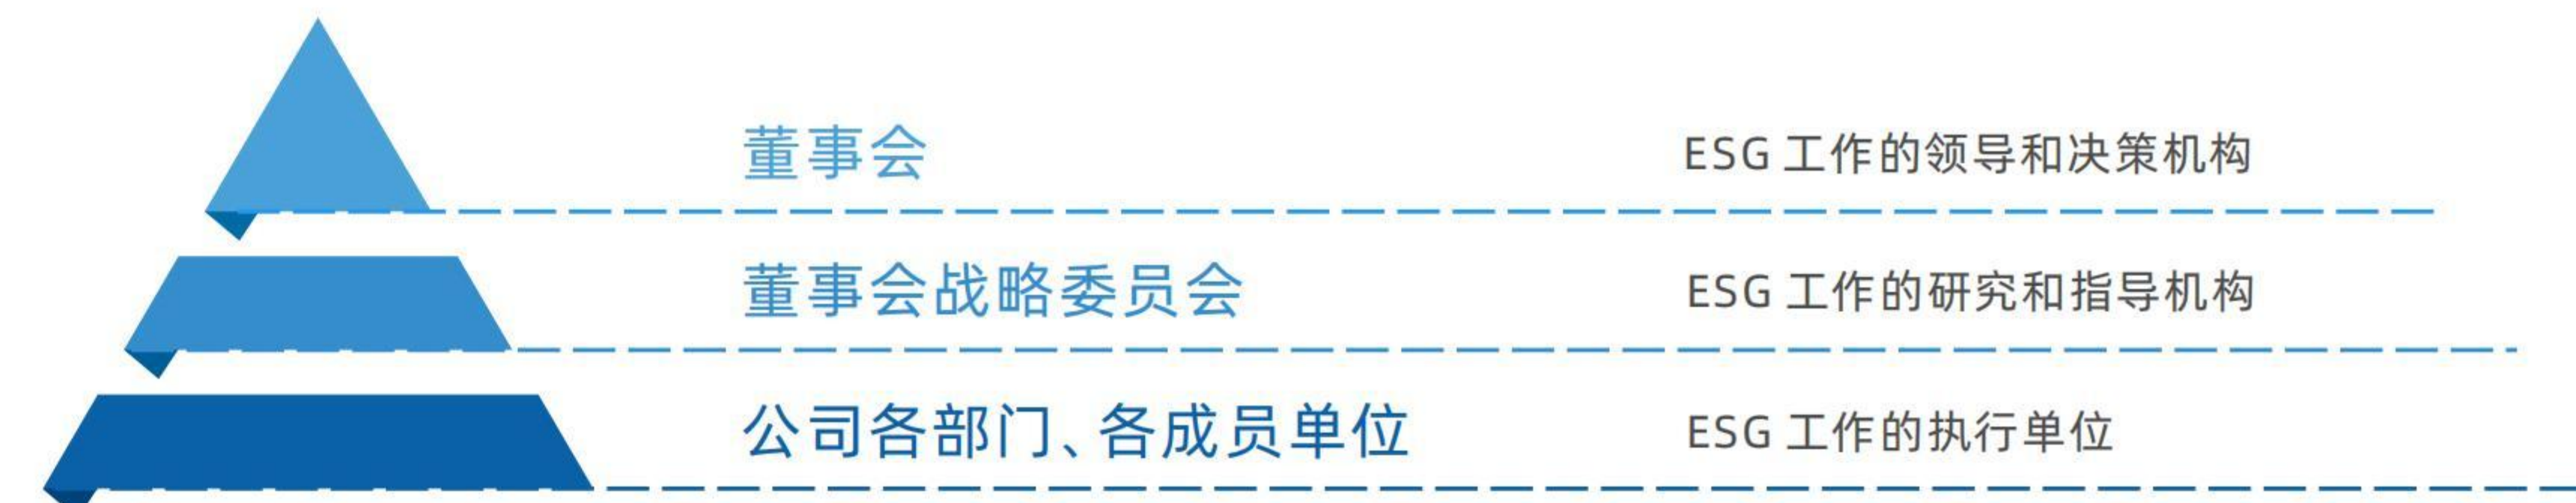 董事会
ESG 工作的领导和决策机构
董事会战略委员会
ESG 工作的研究和指导机构
公司各部门、各成员单位
ESG 工作的执行单位